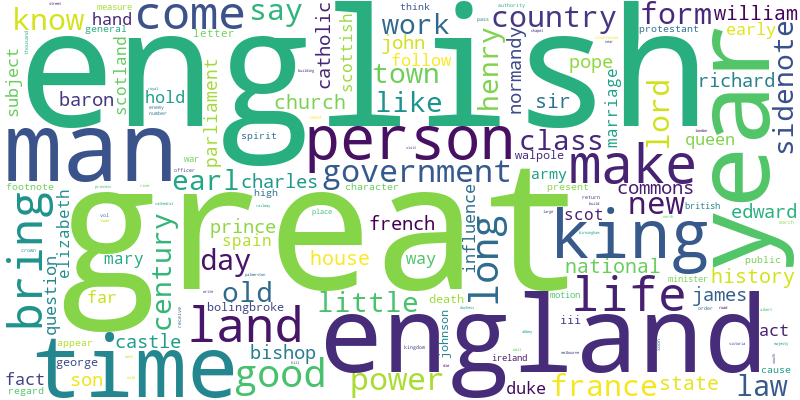 know
measure
general
hand
come
say
letter
think
work
authority
country
form
william
early
protestant
subject
baron
scotland
hold
english
catholic
scottish
john
follow
town
henry
normandy
pope
marriage
richard
lord
year
sidenote
parliament
church
like
sir
queen
man
spirit
person
class
walpole
make
commons
footnote
war
officer
government
army
earl
charles
character
present
new
british
edward
bring
elizabeth
century
great
high
prince
spain
place
french
influence
long
return
scot
king
national
public
question
mary
day
house
way
minister
history
far
old
bolingbroke
little
death
motion
life
james
appear
castle
land
england
johnson
iii
order
act
time
george
bishop
kingdom
ireland
fact
son
regard
good
power
duke
france
state
cause
law